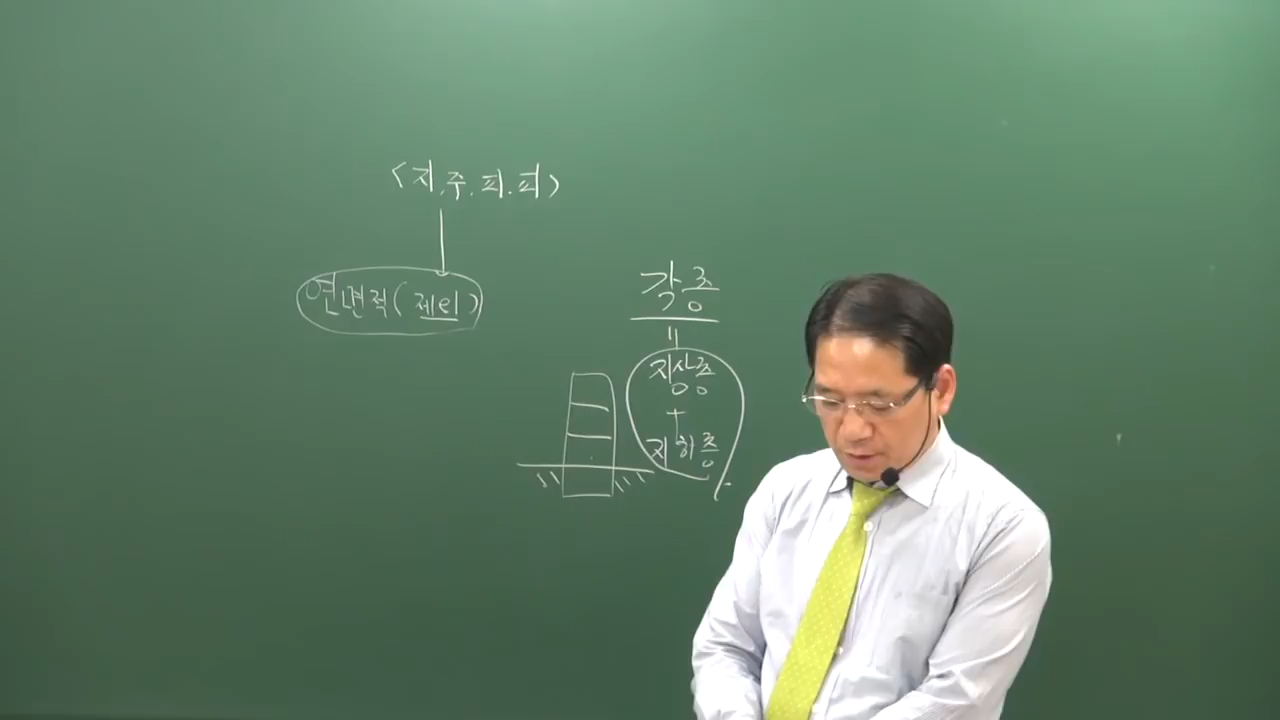 <지.주.피.피>
연면적(제외)
각층
=
지상층
+
지하층